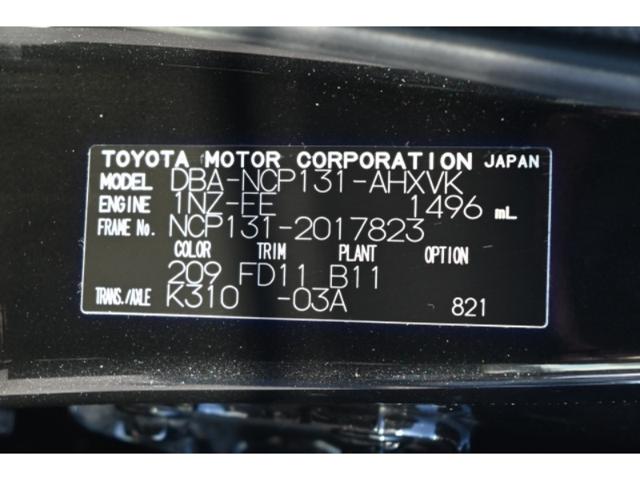 TOYOTA MOTOR CORPORATION JAPAN
MODEL DBA-NCP131-AHXVK
ENGINE 1NZ-FE 1496 mL
FRAME No. NCP131-2017823
COLOR TRIM PLANT OPTION
209 FD11 B11
TRANS./AXLE K310 -03A 821